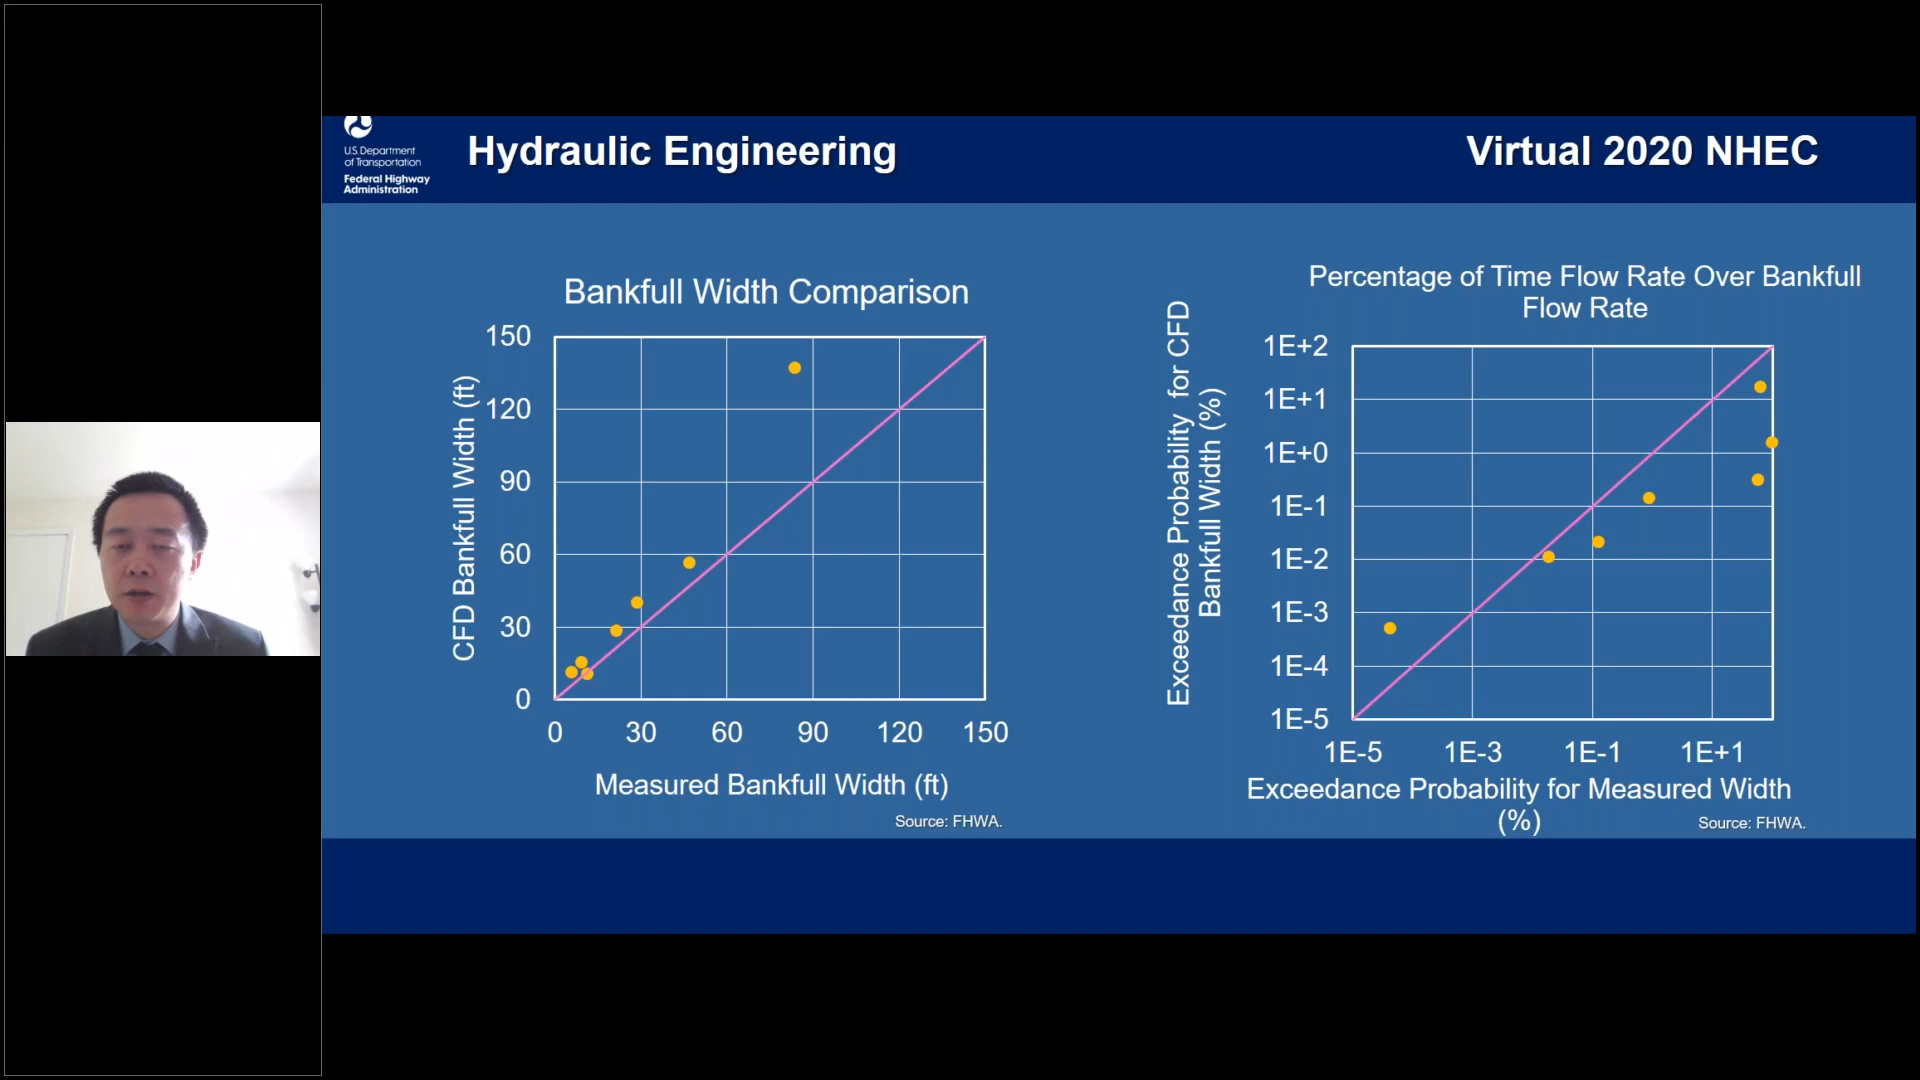 U.S. Department
of Transportation
Federal Highway
Administration
Hydraulic Engineering
Virtual 2020 NHEC
Bankfull Width Comparison
CFD Bankfull Width (ft)
150
120
90
60
30
0
0 30 60 90 120 150
Measured Bankfull Width (ft)
Source: FHWA.
Percentage of Time Flow Rate Over Bankfull
Flow Rate
Exceedance Probability for CFD
Bankfull Width (%)
1E+2
1E+1
1E+0
1E-1
1E-2
1E-3
1E-4
1E-5
1E-5 1E-3 1E-1 1E+1
Exceedance Probability for Measured Width
(%)
Source: FHWA.